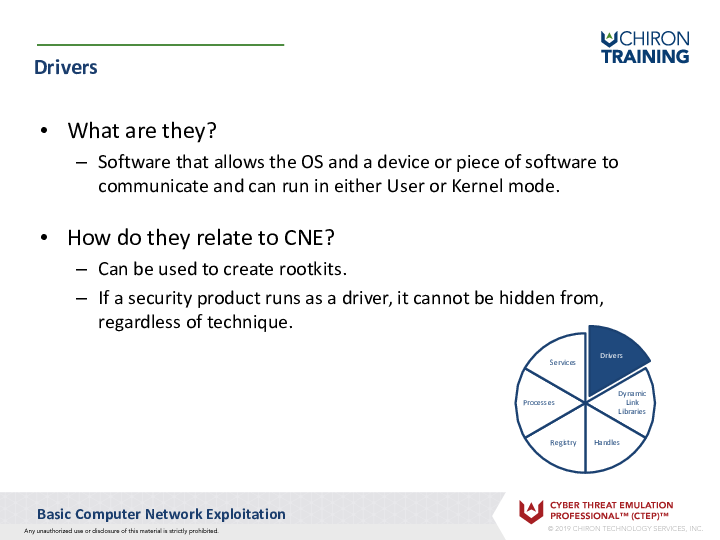 CHIRON
TRAINING
Drivers
• What are they?
– Software that allows the OS and a device or piece of software to
communicate and can run in either User or Kernel mode.
• How do they relate to CNE?
– Can be used to create rootkits.
– If a security product runs as a driver, it cannot be hidden from,
regardless of technique.
Drivers
Services
Dynamic
Link
Libraries
Processes
Registry
Handles
Basic Computer Network Exploitation
CYBER THREAT EMULATION
PROFESSIONAL™ (CTEP)™
Any unauthorized use or disclosure of this material is strictly prohibited.
© 2019 CHIRON TECHNOLOGY SERVICES, INC.